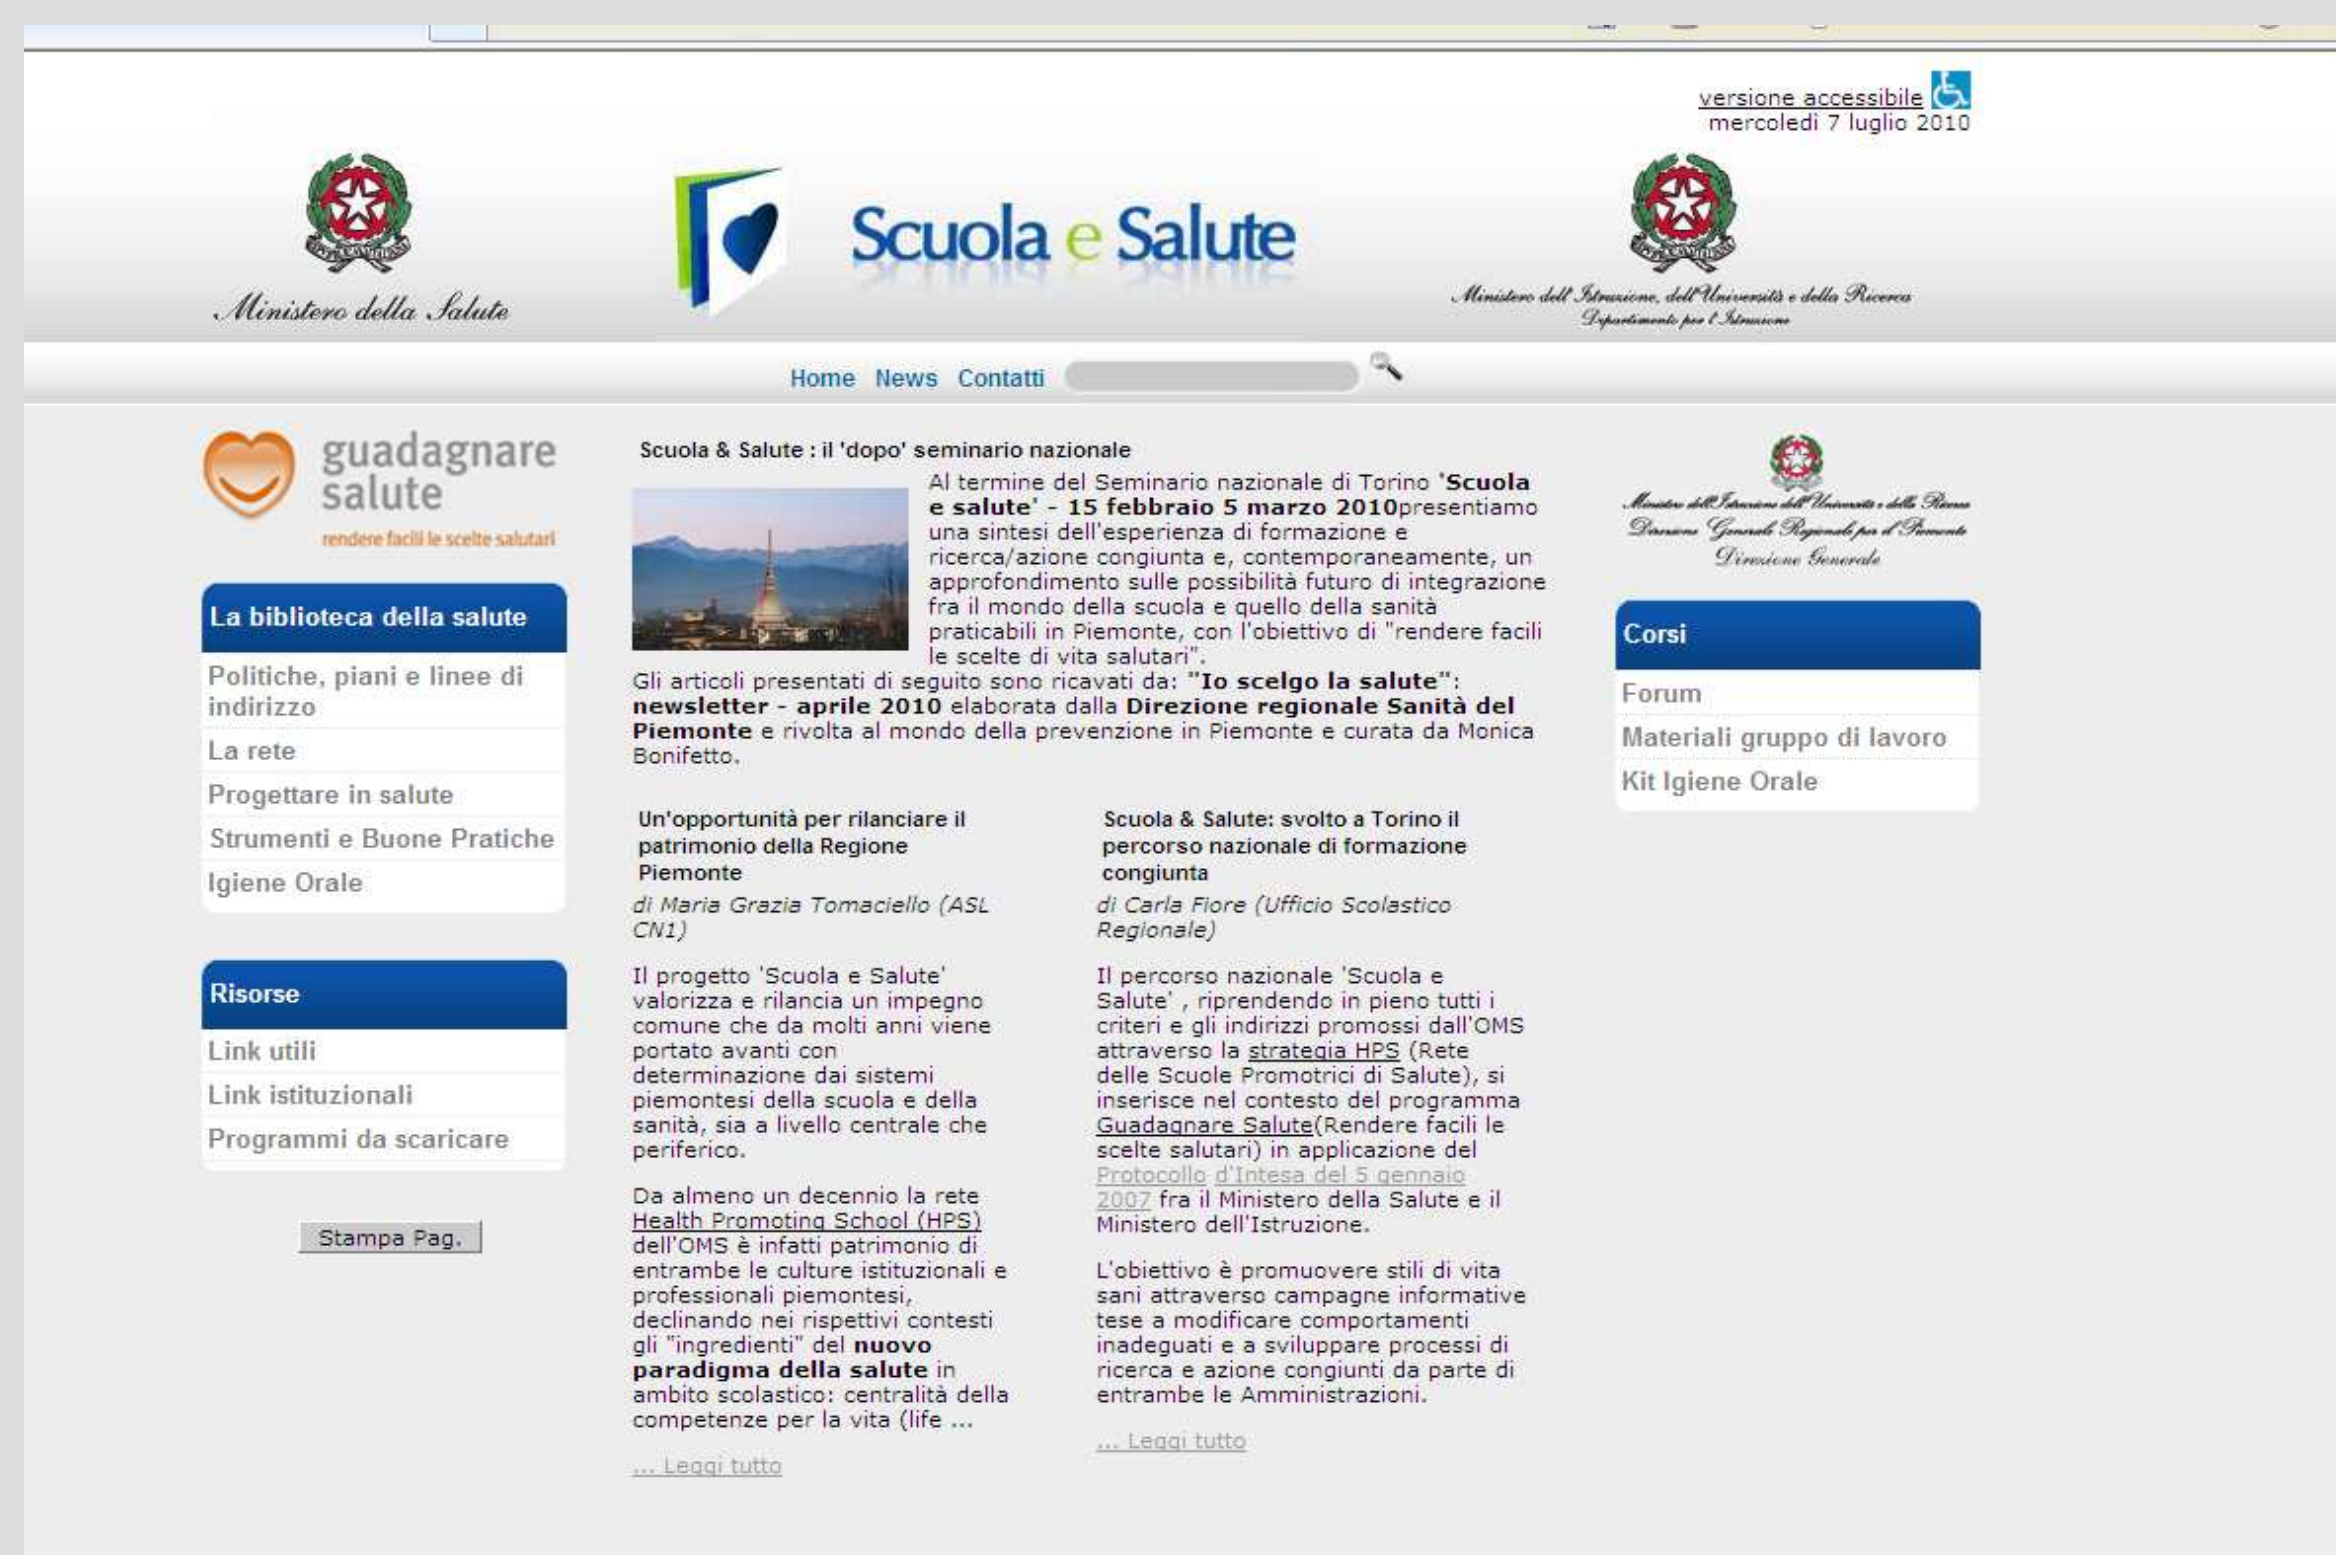 versione accessibile
mercoledi 7 luglio 2010
Ministero della Salute
Scuola e Salute
Ministero dell'Istruzione, dell'Università e della Ricerca
Dipartimento per l'Istruzione
Home News Contatti
guadagnare
salute
rendere facili le scelte salutari
La biblioteca della salute
Politiche, piani e linee di
indirizzo
La rete
Progettare in salute
Strumenti e Buone Pratiche
Igiene Orale
Risorse
Link utili
Link istituzionali
Programmi da scaricare
Stampa Pag.
Scuola & Salute : il 'dopo' seminario nazionale
Al termine del Seminario nazionale di Torino 'Scuola
e salute' - 15 febbraio 5 marzo 2010presentiamo
una sintesi dell'esperienza di formazione e
ricerca/azione congiunta e, contemporaneamente, un
approfondimento sulle possibilità futuro di integrazione
fra il mondo della scuola e quello della sanità
praticabili in Piemonte, con l'obiettivo di "rendere facili
le scelte di vita salutari".
Gli articoli presentati di seguito sono ricavati da: "Io scelgo la salute":
newsletter - aprile 2010 elaborata dalla Direzione regionale Sanità del
Piemonte e rivolta al mondo della prevenzione in Piemonte e curata da Monica
Bonifetto.
Un'opportunità per rilanciare il
patrimonio della Regione
Piemonte
di Maria Grazia Tomaciello (ASL
CN1)
Il progetto 'Scuola e Salute'
valorizza e rilancia un impegno
comune che da molti anni viene
portato avanti con
determinazione dai sistemi
piemontesi della scuola e della
sanità, sia a livello centrale che
periferico.
Da almeno un decennio la rete
Health Promoting School (HPS)
dell'OMS è infatti patrimonio di
entrambe le culture istituzionali e
professionali piemontesi,
declinando nei rispettivi contesti
gli "ingredienti" del nuovo
paradigma della salute in
ambito scolastico: centralità della
competenze per la vita (life ...
... Leggi tutto
Scuola & Salute: svolto a Torino il
percorso nazionale di formazione
congiunta
di Carla Fiore (Ufficio Scolastico
Regionale)
Il percorso nazionale 'Scuola e
Salute' , riprendendo in pieno tutti i
criteri e gli indirizzi promossi dall'OMS
attraverso la strategia HPS (Rete
delle Scuole Promotrici di Salute), si
inserisce nel contesto del programma
Guadagnare Salute(Rendere facili le
scelte salutari) in applicazione del
Protocollo d'Intesa del 5 gennaio
2007 fra il Ministero della Salute e il
Ministero dell'Istruzione.
L'obiettivo è promuovere stili di vita
sani attraverso campagne informative
tese a modificare comportamenti
inadeguati e a sviluppare processi di
ricerca e azione congiunti da parte di
entrambe le Amministrazioni.
... Leggi tutto
Ministero dell'Istruzione dell'Università e della Ricerca
Direzione Generale Regionale per il Piemonte
Direzione Generale
Corsi
Forum
Materiali gruppo di lavoro
Kit Igiene Orale